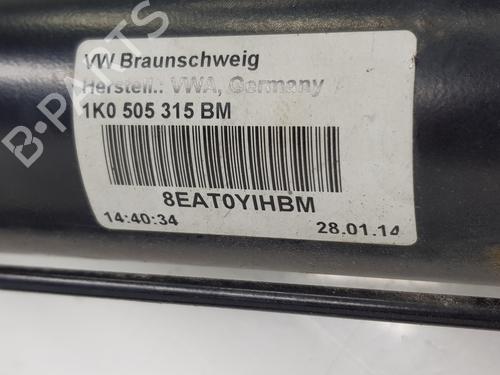 VW Braunschweig
Herstell.: VWA, Germany
1K0 505 315 BM
8EAT0YIHBM
14:40:34 28.01.14
B-PARTS